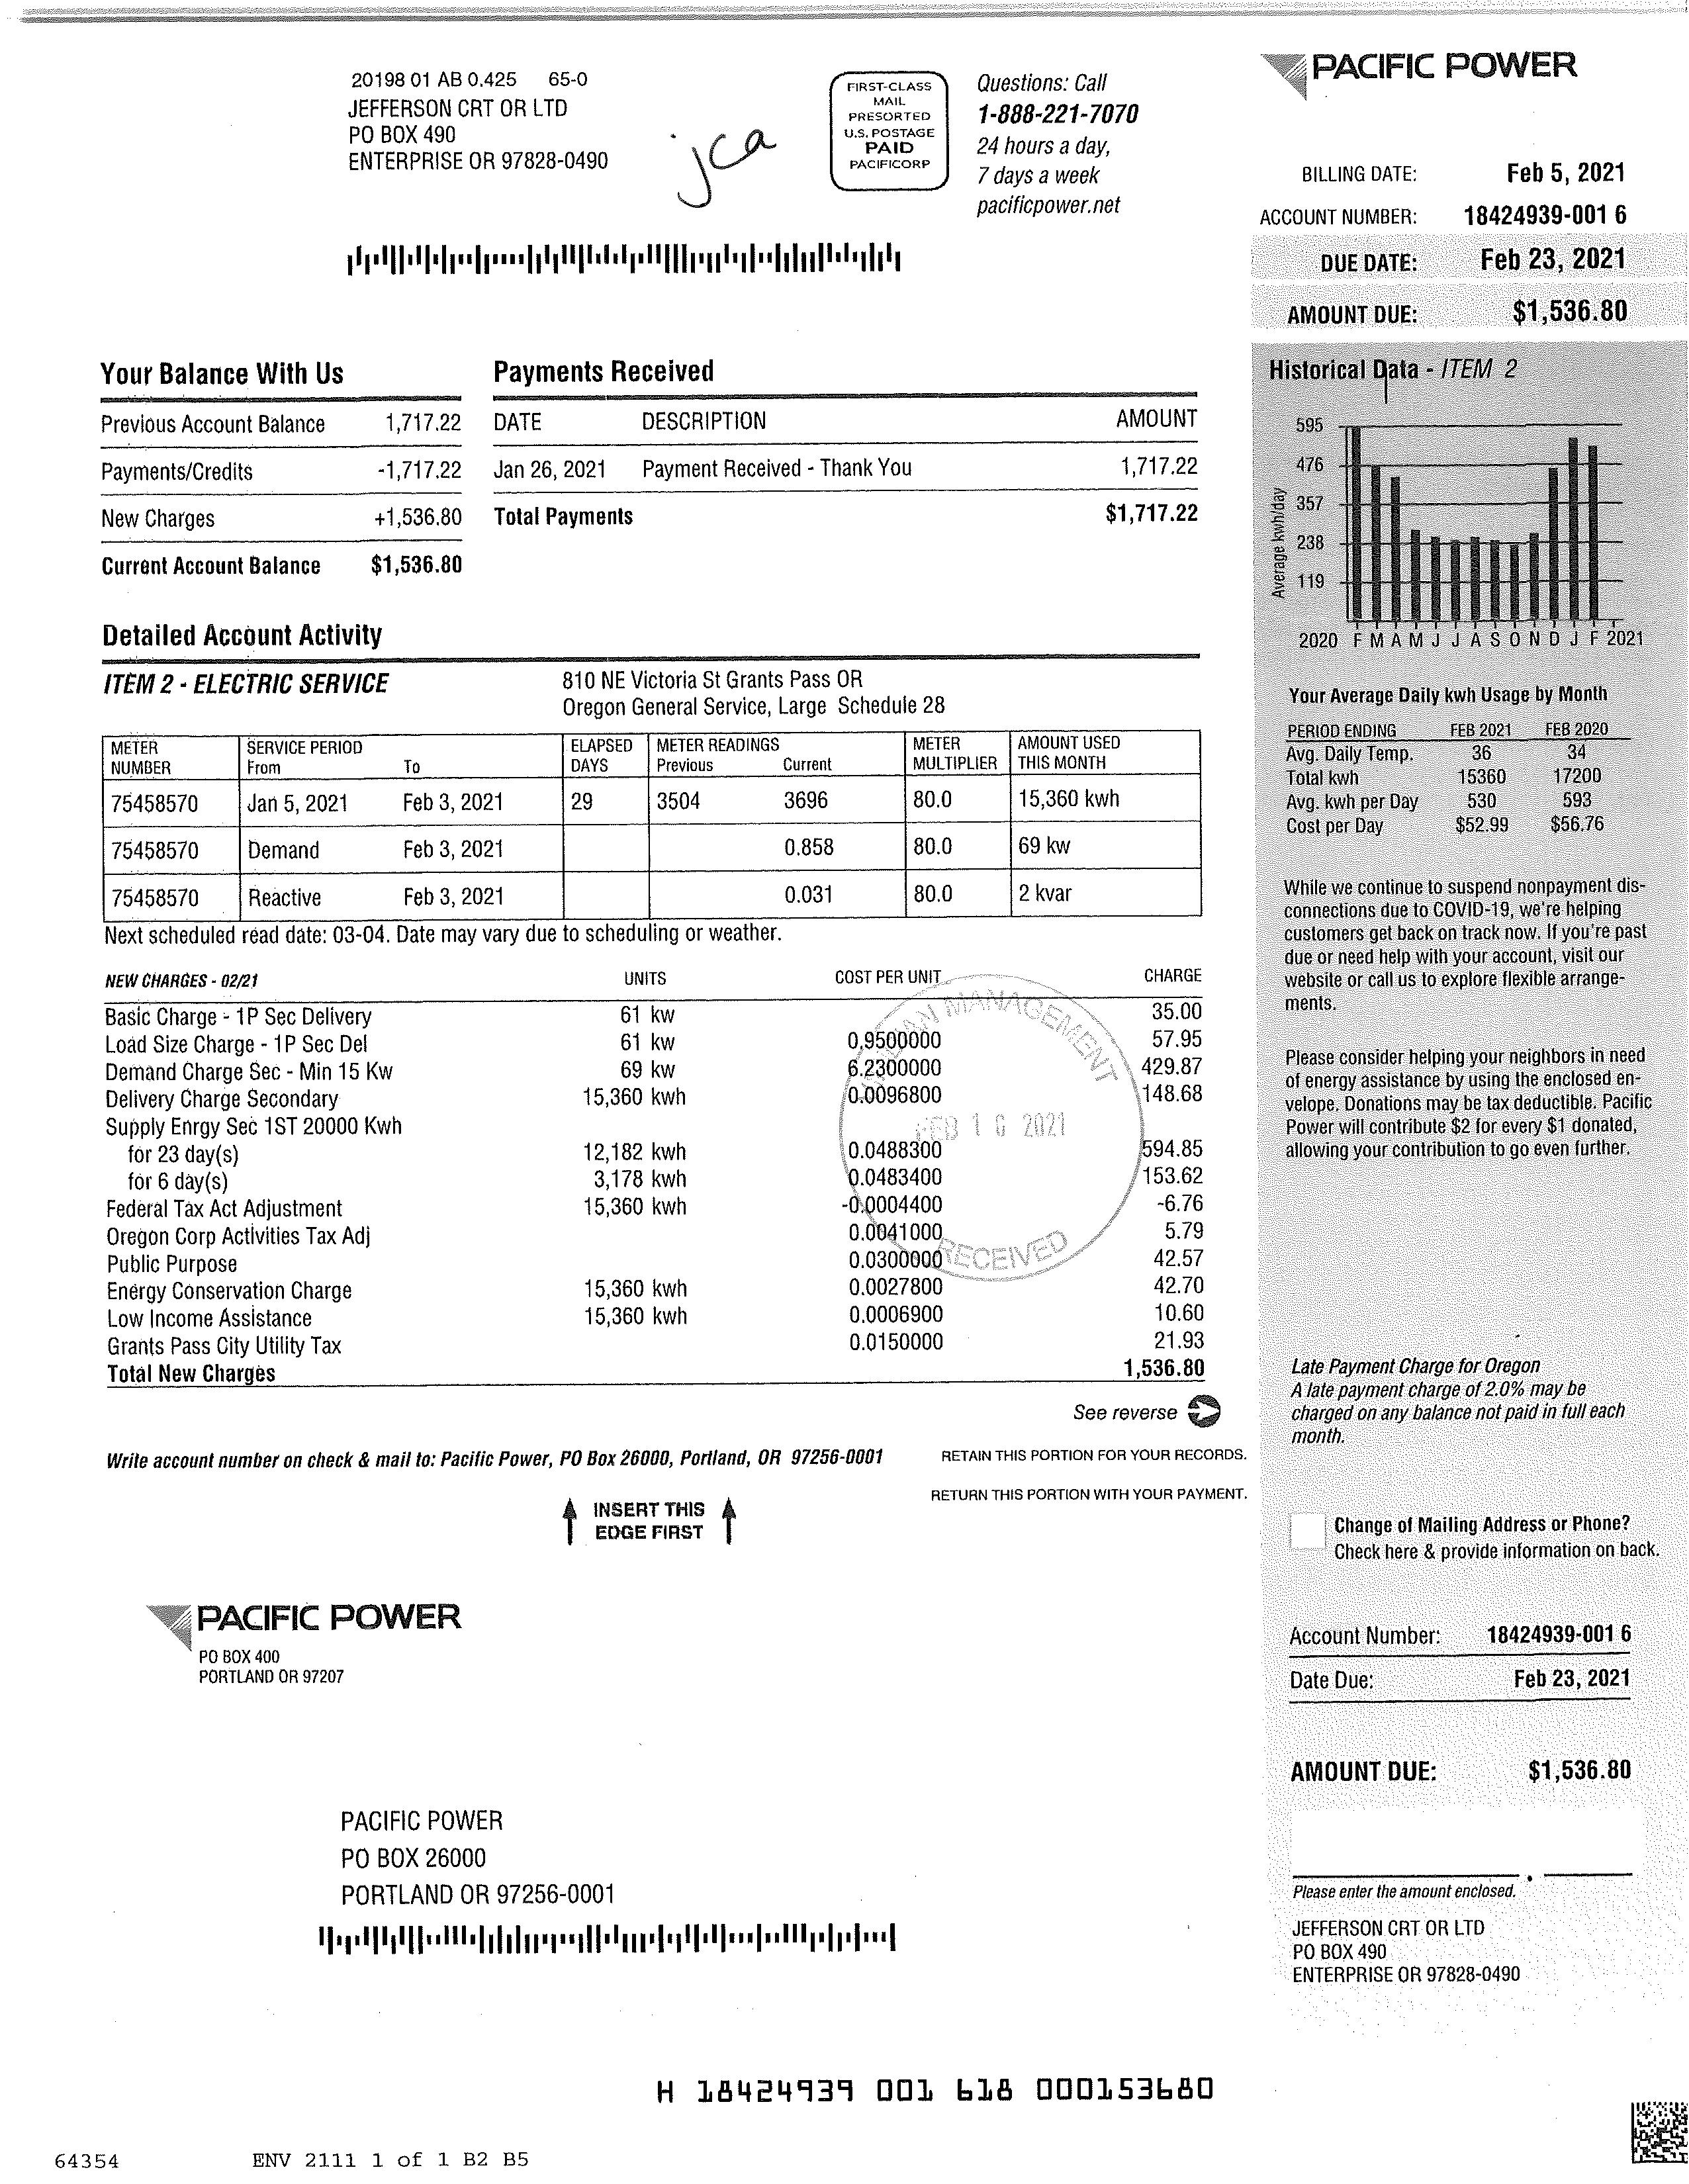 PACIFIC POWER
20198 01 AB 0.425 65-0
JEFFERSON CRT OR LTD
PO BOX 490
ENTERPRISE OR 97828-0490
jca
FIRST-CLASS
MAIL
PRESORTED
U.S. POSTAGE
PAID
PACIFICORP
Questions: Call
1-888-221-7070
24 hours a day,
7 days a week
pacificpower.net
BILLING DATE: Feb 5, 2021
ACCOUNT NUMBER: 18424939-001 6
DUE DATE: Feb 23, 2021
AMOUNT DUE: $1,536.80
Your Balance With Us
Previous Account Balance 1,717.22
Payments/Credits -1,717.22
New Charges +1,536.80
Current Account Balance $1,536.80
Payments Received
DATE DESCRIPTION AMOUNT
Jan 26, 2021 Payment Received - Thank You 1,717.22
Total Payments $1,717.22
Historical Data - ITEM 2
Average kwh/day
595
476
357
238
119
2020 F M A M J J A S O N D J F 2021
Your Average Daily kwh Usage by Month
PERIOD ENDING FEB 2021 FEB 2020
Avg. Daily Temp. 36 34
Total kwh 15360 17200
Avg. kwh per Day 530 593
Cost per Day $52.99 $56.76
While we continue to suspend nonpayment dis-
connections due to COVID-19, we're helping
customers get back on track now. If you're past
due or need help with your account, visit our
website or call us to explore flexible arrange-
ments.
Please consider helping your neighbors in need
of energy assistance by using the enclosed en-
velope. Donations may be tax deductible. Pacific
Power will contribute $2 for every $1 donated,
allowing your contribution to go even further.
Late Payment Charge for Oregon
A late payment charge of 2.0% may be
charged on any balance not paid in full each
month.
Detailed Account Activity
ITEM 2 - ELECTRIC SERVICE 810 NE Victoria St Grants Pass OR
Oregon General Service, Large Schedule 28
METER SERVICE PERIOD ELAPSED METER READINGS METER AMOUNT USED
NUMBER From To DAYS Previous Current MULTIPLIER THIS MONTH
75458570 Jan 5, 2021 Feb 3, 2021 29 3504 3696 80.0 15,360 kwh
75458570 Demand Feb 3, 2021 0.858 80.0 69 kw
75458570 Reactive Feb 3, 2021 0.031 80.0 2 kvar
Next scheduled read date: 03-04. Date may vary due to scheduling or weather.
NEW CHARGES - 02/21 UNITS COST PER UNIT CHARGE
Basic Charge - 1P Sec Delivery 61 kw 35.00
Load Size Charge - 1P Sec Del 61 kw 0.9500000 57.95
Demand Charge Sec - Min 15 Kw 69 kw 6.2300000 429.87
Delivery Charge Secondary 15,360 kwh 0.0096800 148.68
Supply Enrgy Sec 1ST 20000 Kwh
for 23 day(s) 12,182 kwh 0.0488300 594.85
for 6 day(s) 3,178 kwh 0.0483400 153.62
Federal Tax Act Adjustment 15,360 kwh -0.0004400 -6.76
Oregon Corp Activities Tax Adj 0.0041000 5.79
Public Purpose 0.0300000 42.57
Energy Conservation Charge 15,360 kwh 0.0027800 42.70
Low Income Assistance 15,360 kwh 0.0006900 10.60
Grants Pass City Utility Tax 0.0150000 21.93
Total New Charges 1,536.80
MANAGEMENT
2021
RECEIVED
See reverse
Write account number on check & mail to: Pacific Power, PO Box 26000, Portland, OR 97256-0001
RETAIN THIS PORTION FOR YOUR RECORDS.
RETURN THIS PORTION WITH YOUR PAYMENT.
INSERT THIS
EDGE FIRST
Change of Mailing Address or Phone?
Check here & provide information on back.
PACIFIC POWER
PO BOX 400
PORTLAND OR 97207
Account Number: 18424939-001 6
Date Due: Feb 23, 2021
AMOUNT DUE: $1,536.80
Please enter the amount enclosed.
JEFFERSON CRT OR LTD
PO BOX 490
ENTERPRISE OR 97828-0490
PACIFIC POWER
PO BOX 26000
PORTLAND OR 97256-0001
H 18424939 001 618 000153680
64354 ENV 2111 1 of 1 B2 B5